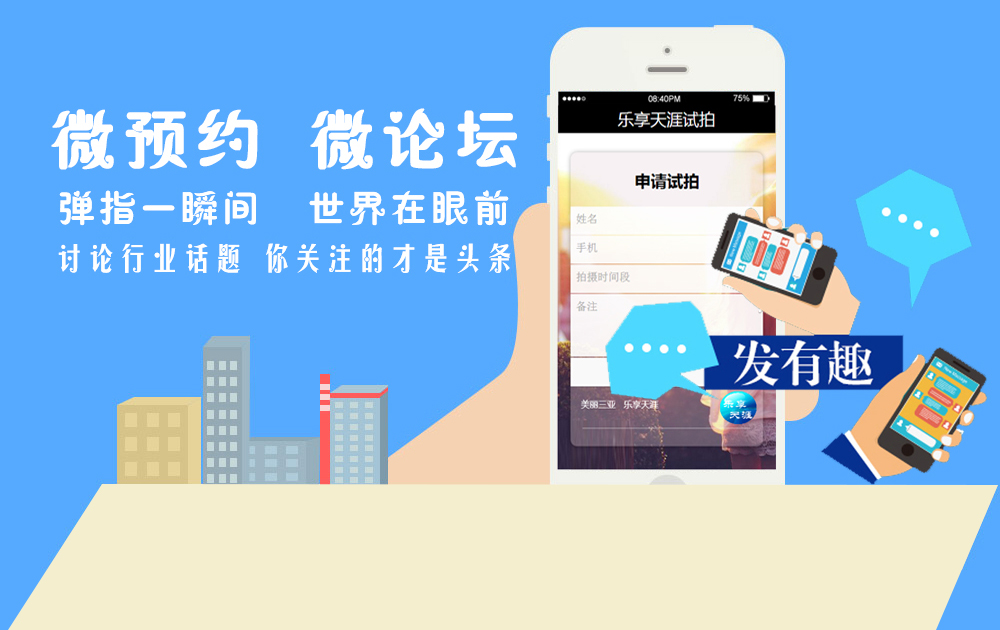 微预约 微论坛
弹指一瞬间 世界在眼前
讨论行业话题 你关注的才是头条
08:40PM 75%
乐享天涯试拍
申请试拍
姓名
手机
拍摄时间段
备注
发有趣
美丽三亚 乐享天涯
乐享
天涯